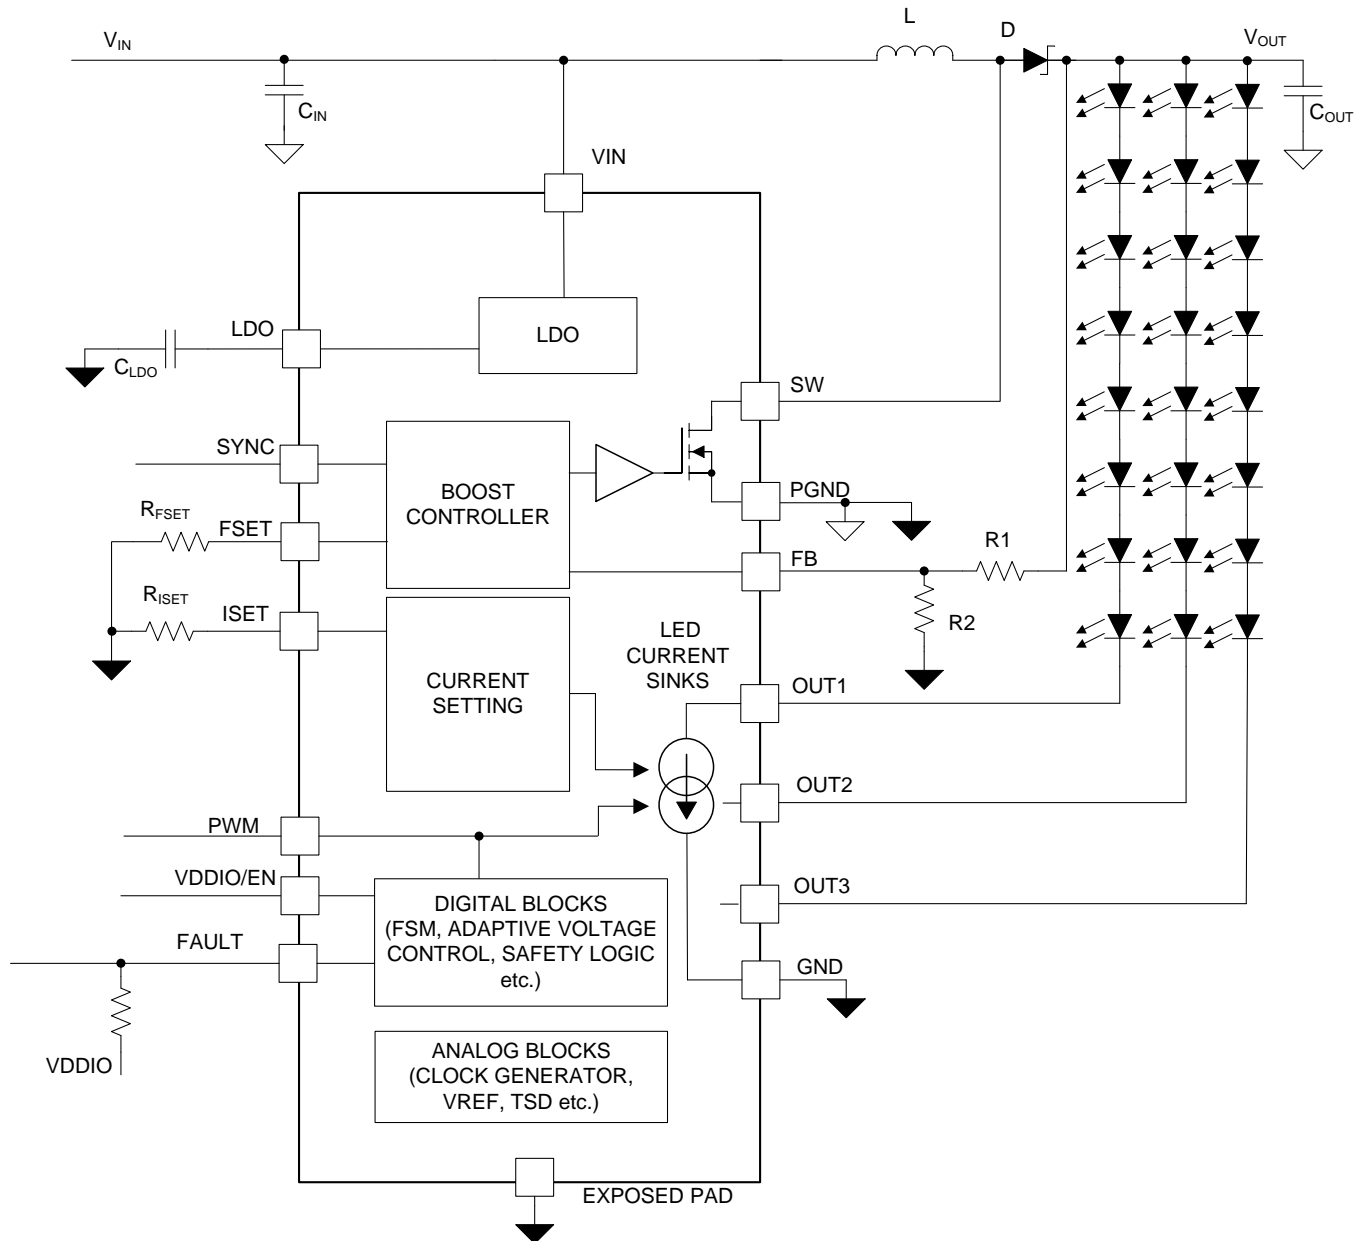 L
D
VIN
VOUT
CIN
COUT
VIN
LDO
LDO
CLDO
SW
SYNC
BOOST
CONTROLLER
PGND
RFSET
FSET
FB
R1
RISET
ISET
R2
LED
CURRENT
SINKS
CURRENT
SETTING
OUT1
OUT2
PWM
VDDIO/EN
OUT3
DIGITAL BLOCKS
(FSM, ADAPTIVE VOLTAGE
CONTROL, SAFETY LOGIC
etc.)
FAULT
GND
VDDIO
ANALOG BLOCKS
(CLOCK GENERATOR,
VREF, TSD etc.)
EXPOSED PAD